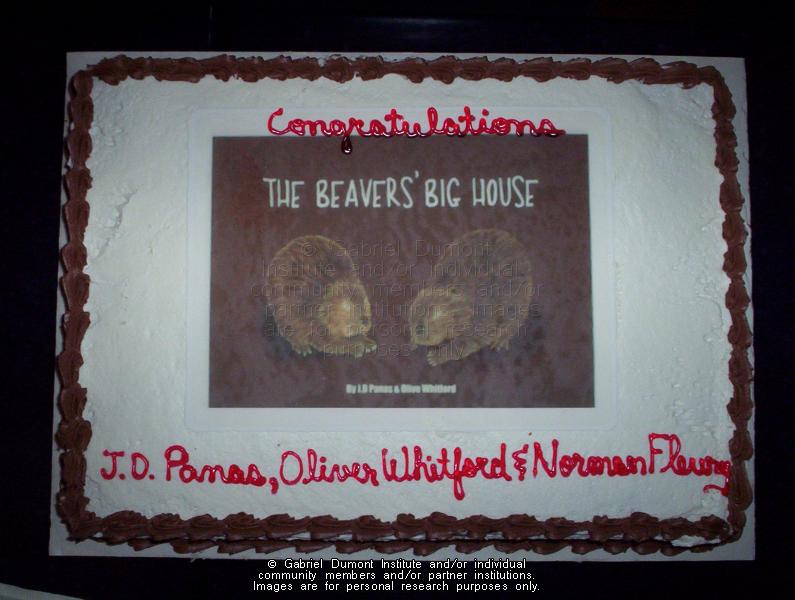 Congratulations
THE BEAVERS' BIG HOUSE
© Gabriel Dumont
Institute and/or individual
community members and/or
partner institutions. Images
are for personal research
purposes only.
By J.D Panas & Olive Whitford
J.D. Panas, Oliver Whitford & Norman Fleury
© Gabriel Dumont Institute and/or individual
community members and/or partner institutions.
Images are for personal research purposes only.